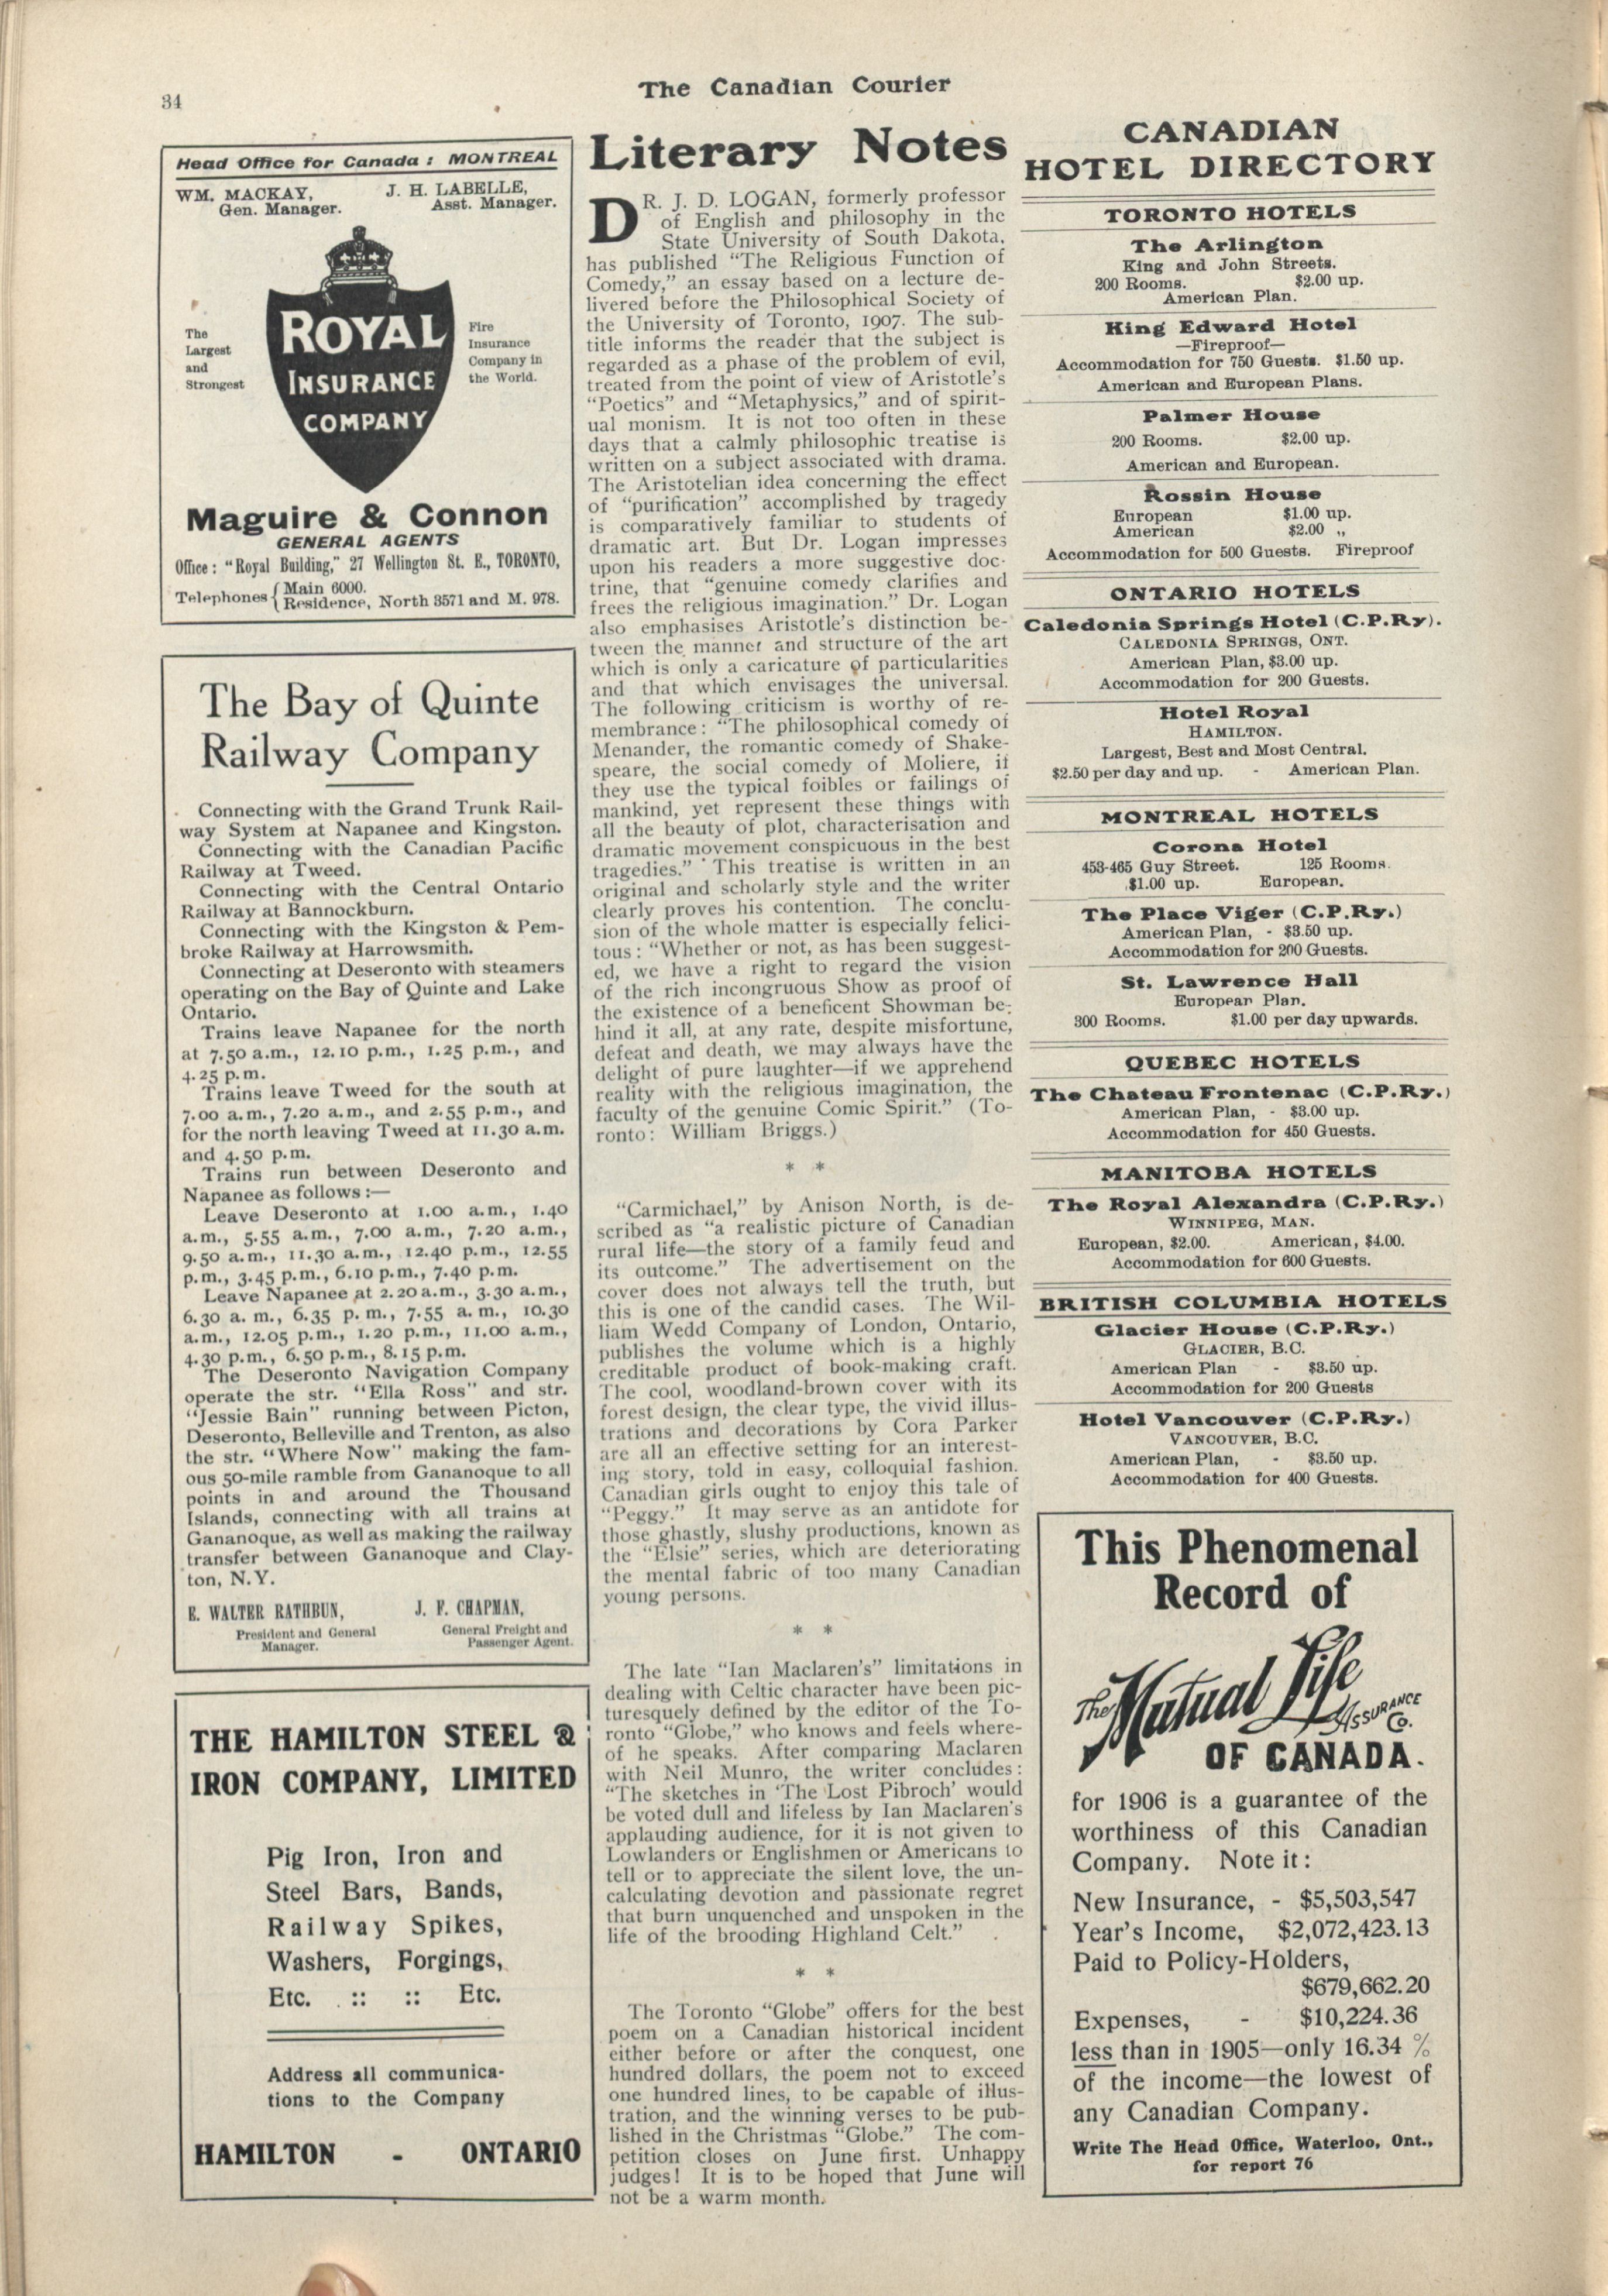 34
The Canadian Courier
Head Office for Canada: MONTREAL
WM. MACKAY,
Gen. Manager.
J. H. LABELLE,
Asst. Manager.
The
Largest
and
Strongest
ROYAL
INSURANCE
COMPANY
Fire
Insurance
Company in
the World.
Maguire & Connon
GENERAL AGENTS
Office: "Royal Building," 27 Wellington St. E., TORONTO,
Telephones { Main 6000.
Residence, North 3571 and M. 978.
The Bay of Quinte
Railway Company
Connecting with the Grand Trunk Rail-
way System at Napanee and Kingston.
Connecting with the Canadian Pacific
Railway at Tweed.
Connecting with the Central Ontario
Railway at Bannockburn.
Connecting with the Kingston & Pem-
broke Railway at Harrowsmith.
Connecting at Deseronto with steamers
operating on the Bay of Quinte and Lake
Ontario.
Trains leave Napanee for the north
at 7.50 a.m., 12.10 p.m., 1.25 p.m., and
4.25 p.m.
Trains leave Tweed for the south at
7.00 a.m., 7.20 a.m., and 2.55 p.m., and
for the north leaving Tweed at 11.30 a.m.
and 4.50 p.m.
Trains run between Deseronto and
Napanee as follows:—
Leave Deseronto at 1.00 a.m., 1.40
a.m., 5.55 a.m., 7.00 a.m., 7.20 a.m.,
9.50 a.m., 11.30 a.m., 12.40 p.m., 12.55
p.m., 3.45 p.m., 6.10 p.m., 7.40 p.m.
Leave Napanee at 2.20 a.m., 3.30 a.m.,
6.30 a. m., 6.35 p. m., 7.55 a. m., 10.30
a.m., 12.05 p.m., 1.20 p.m., 11.00 a.m.,
4.30 p.m., 6.50 p.m., 8.15 p.m.
The Deseronto Navigation Company
operate the str. "Ella Ross" and str.
"Jessie Bain" running between Picton,
Deseronto, Belleville and Trenton, as also
the str. "Where Now" making the fam-
ous 50-mile ramble from Gananoque to all
points in and around the Thousand
Islands, connecting with all trains at
Gananoque, as well as making the railway
transfer between Gananoque and Clay-
ton, N.Y.
E. WALTER RATHBUN,
President and General
Manager.
J. F. CHAPMAN,
General Freight and
Passenger Agent.
THE HAMILTON STEEL &
IRON COMPANY, LIMITED
Pig Iron, Iron and
Steel Bars, Bands,
Railway Spikes,
Washers, Forgings,
Etc. :: :: Etc.
Address all communica-
tions to the Company
HAMILTON - ONTARIO
Literary Notes
DR. J. D. LOGAN, formerly professor
of English and philosophy in the
State University of South Dakota,
has published "The Religious Function of
Comedy," an essay based on a lecture de-
livered before the Philosophical Society of
the University of Toronto, 1907. The sub-
title informs the reader that the subject is
regarded as a phase of the problem of evil,
treated from the point of view of Aristotle's
"Poetics" and "Metaphysics," and of spirit-
ual monism. It is not too often in these
days that a calmly philosophic treatise is
written on a subject associated with drama.
The Aristotelian idea concerning the effect
of "purification" accomplished by tragedy
is comparatively familiar to students of
dramatic art. But Dr. Logan impresses
upon his readers a more suggestive doc-
trine, that "genuine comedy clarifies and
frees the religious imagination." Dr. Logan
also emphasises Aristotle's distinction be-
tween the manner and structure of the art
which is only a caricature of particularities
and that which envisages the universal.
The following criticism is worthy of re-
membrance: "The philosophical comedy of
Menander, the romantic comedy of Shake-
speare, the social comedy of Moliere, if
they use the typical foibles or failings of
mankind, yet represent these things with
all the beauty of plot, characterisation and
dramatic movement conspicuous in the best
tragedies." This treatise is written in an
original and scholarly style and the writer
clearly proves his contention. The conclu-
sion of the whole matter is especially felici-
tous: "Whether or not, as has been suggest-
ed, we have a right to regard the vision
of the rich incongruous Show as proof of
the existence of a beneficent Showman be-
hind it all, at any rate, despite misfortune,
defeat and death, we may always have the
delight of pure laughter—if we apprehend
reality with the religious imagination, the
faculty of the genuine Comic Spirit." (To-
ronto: William Briggs.)
* *
"Carmichael," by Anison North, is de-
scribed as "a realistic picture of Canadian
rural life—the story of a family feud and
its outcome." The advertisement on the
cover does not always tell the truth, but
this is one of the candid cases. The Wil-
liam Wedd Company of London, Ontario,
publishes the volume which is a highly
creditable product of book-making craft.
The cool, woodland-brown cover with its
forest design, the clear type, the vivid illus-
trations and decorations by Cora Parker
are all an effective setting for an interest-
ing story, told in easy, colloquial fashion.
Canadian girls ought to enjoy this tale of
"Peggy." It may serve as an antidote for
those ghastly, slushy productions, known as
the "Elsie" series, which are deteriorating
the mental fabric of too many Canadian
young persons.
* *
The late "Ian Maclaren's" limitations in
dealing with Celtic character have been pic-
turesquely defined by the editor of the To-
ronto "Globe," who knows and feels where-
of he speaks. After comparing Maclaren
with Neil Munro, the writer concludes:
"The sketches in 'The Lost Pibroch' would
be voted dull and lifeless by Ian Maclaren's
applauding audience, for it is not given to
Lowlanders or Englishmen or Americans to
tell or to appreciate the silent love, the un-
calculating devotion and passionate regret
that burn unquenched and unspoken in the
life of the brooding Highland Celt."
* *
The Toronto "Globe" offers for the best
poem on a Canadian historical incident
either before or after the conquest, one
hundred dollars, the poem not to exceed
one hundred lines, to be capable of illus-
tration, and the winning verses to be pub-
lished in the Christmas "Globe." The com-
petition closes on June first. Unhappy
judges! It is to be hoped that June will
not be a warm month.
CANADIAN
HOTEL DIRECTORY
TORONTO HOTELS
The Arlington
King and John Streets.
200 Rooms. $2.00 up.
American Plan.
King Edward Hotel
—Fireproof—
Accommodation for 750 Guests. $1.50 up.
American and European Plans.
Palmer House
200 Rooms. $2.00 up.
American and European.
Rossin House
European $1.00 up.
American $2.00 „
Accommodation for 500 Guests. Fireproof
ONTARIO HOTELS
Caledonia Springs Hotel (C.P.Ry).
CALEDONIA SPRINGS, ONT.
American Plan, $3.00 up.
Accommodation for 200 Guests.
Hotel Royal
HAMILTON.
Largest, Best and Most Central.
$2.50 per day and up. - American Plan.
MONTREAL HOTELS
Corona Hotel
453-465 Guy Street. 125 Rooms.
$1.00 up. European.
The Place Viger (C.P.Ry.)
American Plan, - $3.50 up.
Accommodation for 200 Guests.
St. Lawrence Hall
European Plan.
300 Rooms. $1.00 per day upwards.
QUEBEC HOTELS
The Chateau Frontenac (C.P.Ry.)
American Plan, - $3.00 up.
Accommodation for 450 Guests.
MANITOBA HOTELS
The Royal Alexandra (C.P.Ry.)
WINNIPEG, MAN.
European, $2.00. American, $4.00.
Accommodation for 600 Guests.
BRITISH COLUMBIA HOTELS
Glacier House (C.P.Ry.)
GLACIER, B.C.
American Plan - $3.50 up.
Accommodation for 200 Guests
Hotel Vancouver (C.P.Ry.)
VANCOUVER, B.C.
American Plan, - $3.50 up.
Accommodation for 400 Guests.
This Phenomenal
Record of
The Mutual Life
ASSURANCE
Co.
OF CANADA.
for 1906 is a guarantee of the
worthiness of this Canadian
Company. Note it:
New Insurance, - $5,503,547
Year's Income, $2,072,423.13
Paid to Policy-Holders,
$679,662.20
Expenses, - $10,224.36
less than in 1905—only 16.34 %
of the income—the lowest of
any Canadian Company.
Write The Head Office, Waterloo, Ont.,
for report 76